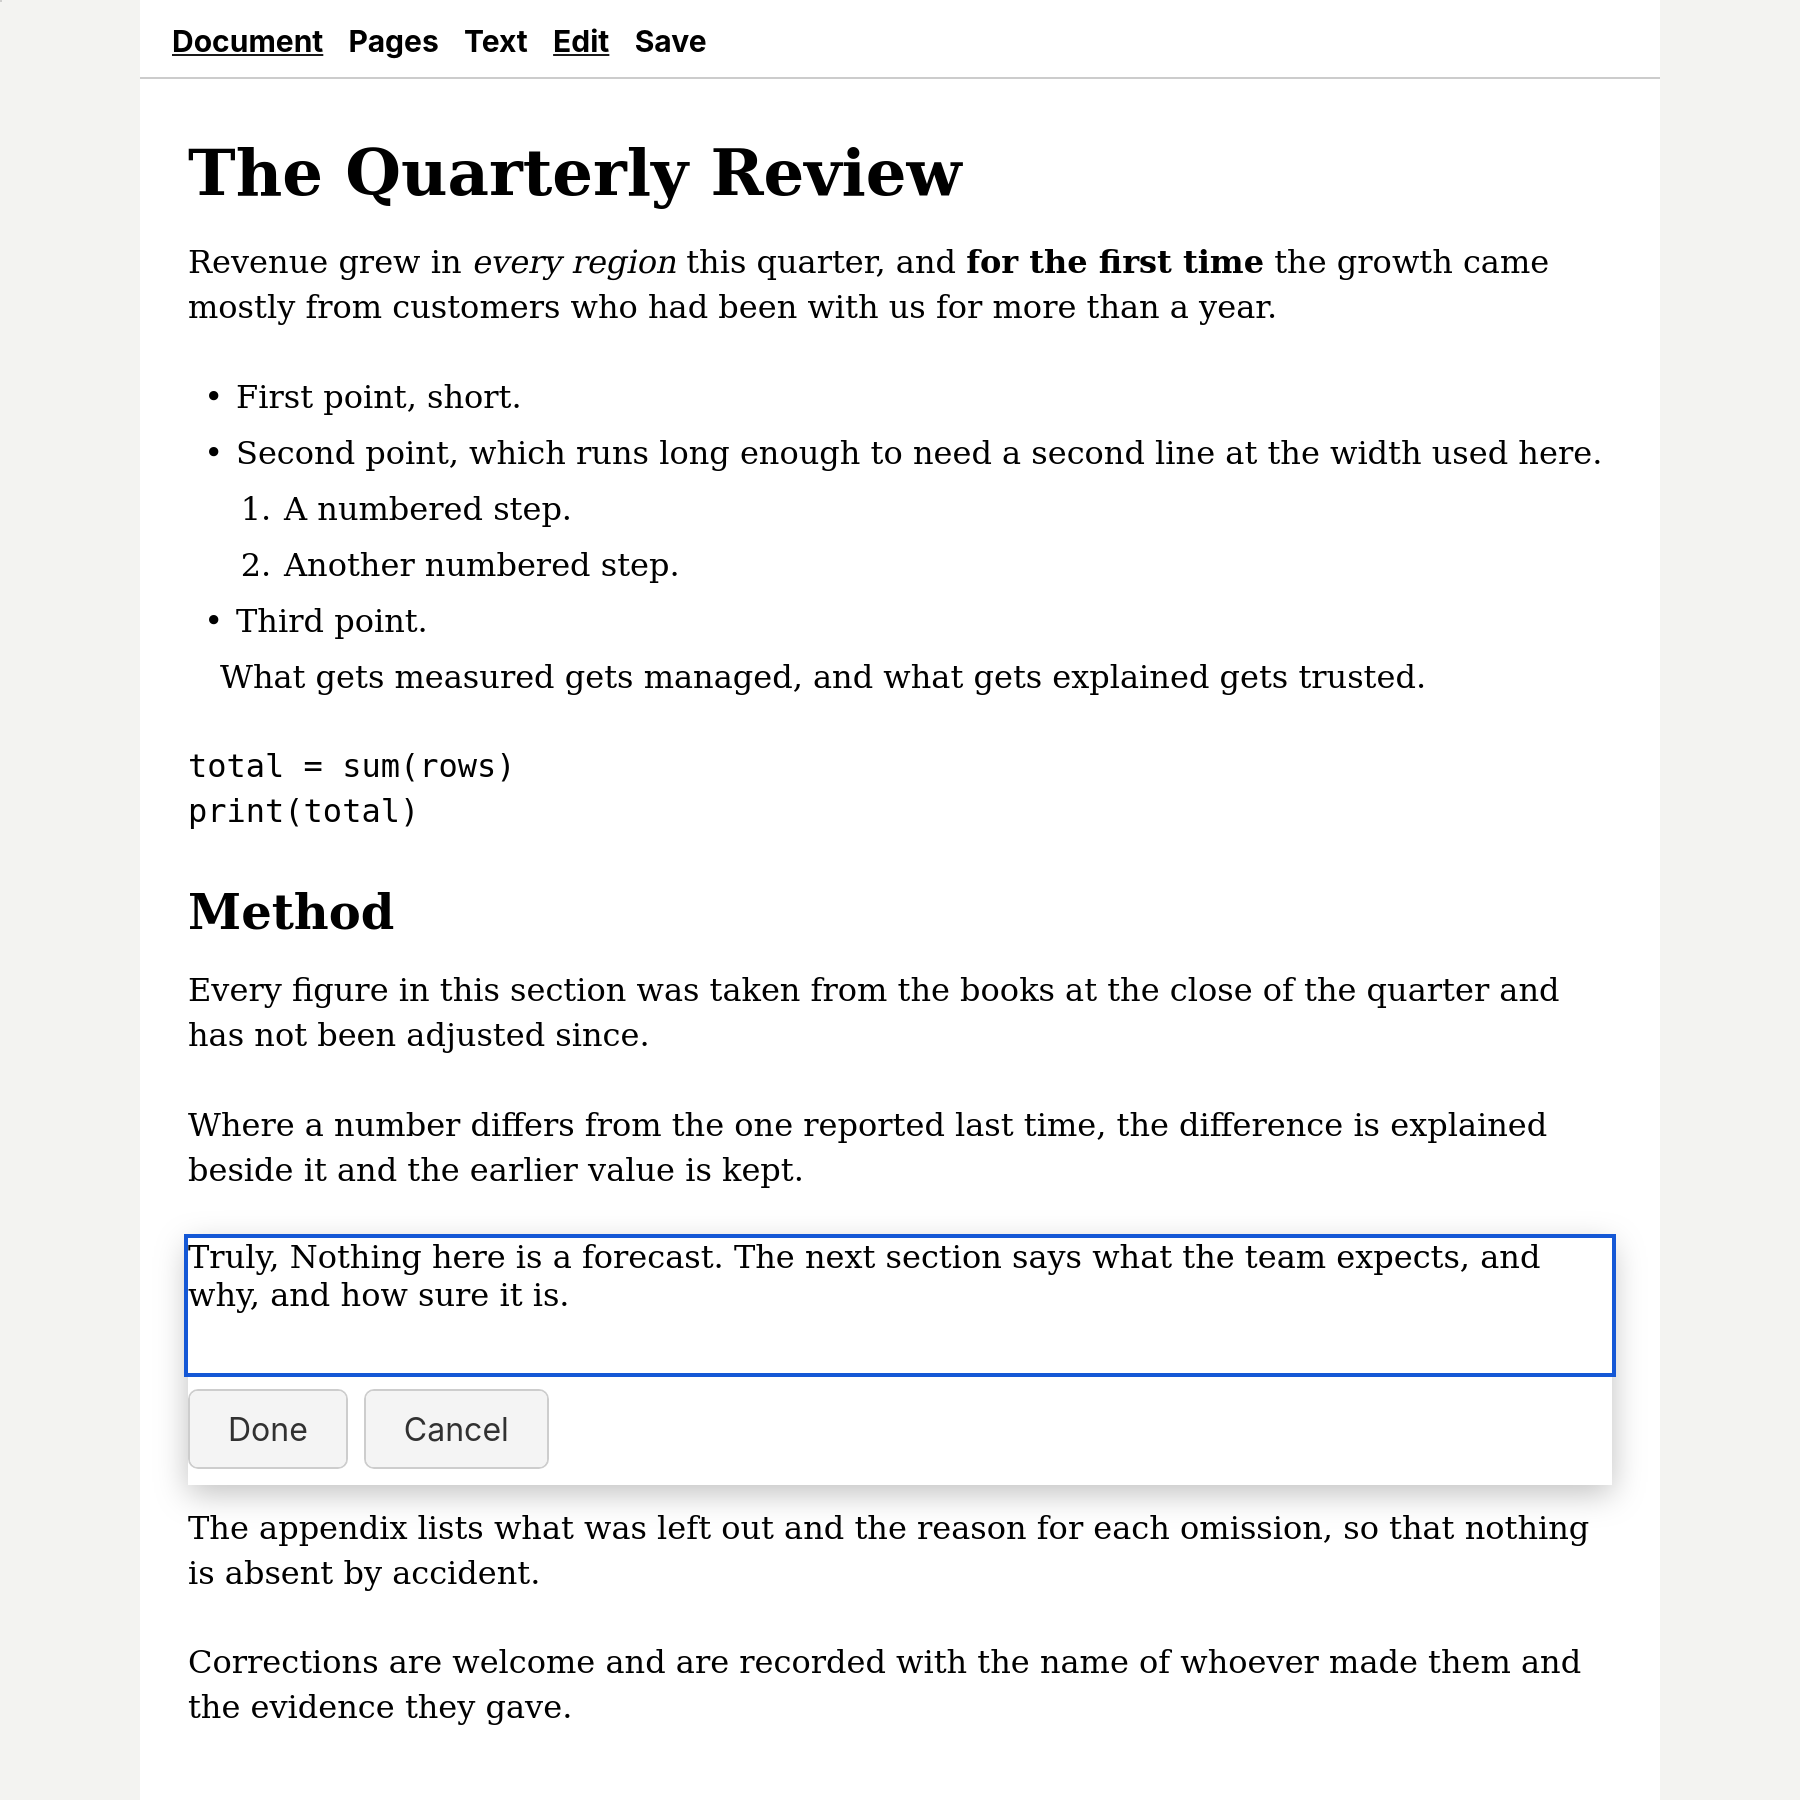 Document Pages Text Edit Save
The Quarterly Review
Revenue grew in every region this quarter, and for the first time the growth came
mostly from customers who had been with us for more than a year.
• First point, short.
• Second point, which runs long enough to need a second line at the width used here.
1. A numbered step.
2. Another numbered step.
• Third point.
What gets measured gets managed, and what gets explained gets trusted.
total = sum(rows)
print(total)
Method
Every figure in this section was taken from the books at the close of the quarter and
has not been adjusted since.
Where a number differs from the one reported last time, the difference is explained
beside it and the earlier value is kept.
Truly, Nothing here is a forecast. The next section says what the team expects, and
why, and how sure it is.
Done Cancel
The appendix lists what was left out and the reason for each omission, so that nothing
is absent by accident.
Corrections are welcome and are recorded with the name of whoever made them and
the evidence they gave.